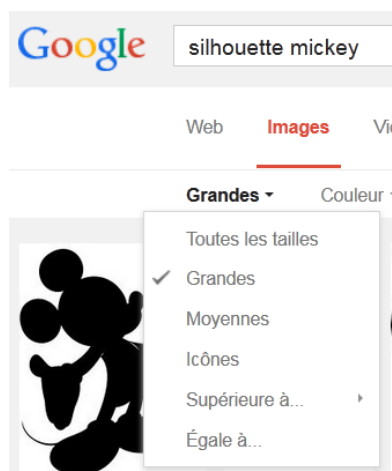 Google silhouette mickey
Web Images
Grandes Couleur
Toutes les tailles
Grandes
Moyennes
Icônes
Supérieure à...
Égale à...